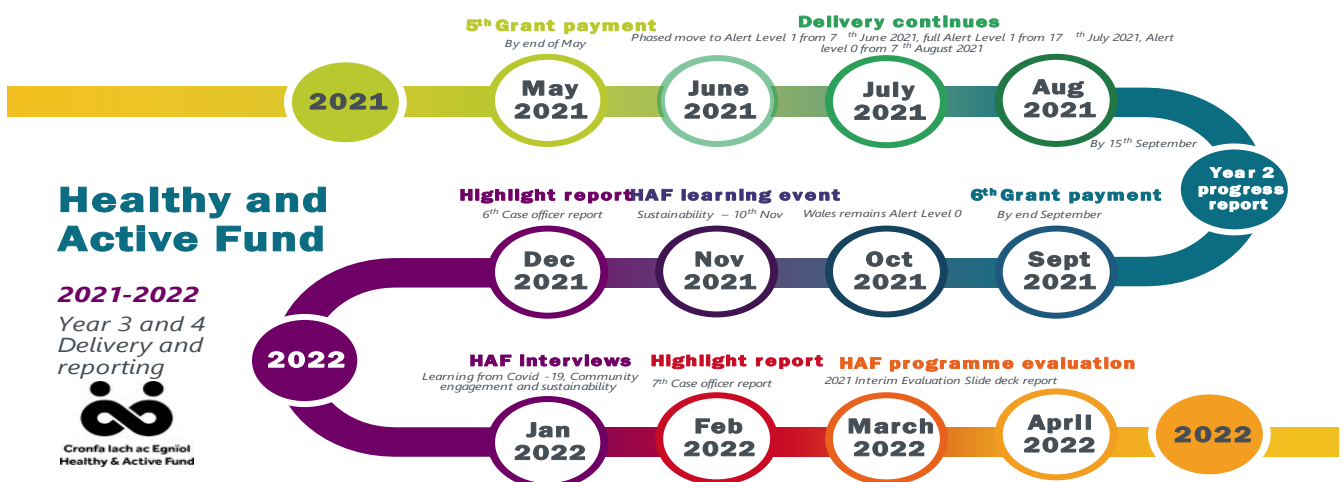 5th Grant payment
By end of May
Delivery continues
Phased move to Alert Level 1 from 7 th June 2021, full Alert Level 1 from 17 th July 2021, Alert
level 0 from 7 th August 2021
2021
May
2021
June
2021
July
2021
Aug
2021
By 15th September
Year 2
progress
report
Healthy and
Active Fund
2021-2022
Year 3 and 4
Delivery and
reporting
Cronfa Iach ac Egnïol
Healthy & Active Fund
Highlight report
6th Case officer report
HAF learning event
Sustainability – 10th Nov
Wales remains Alert Level 0
6th Grant payment
By end September
Dec
2021
Nov
2021
Oct
2021
Sept
2021
2022
HAF interviews
Learning from Covid -19, Community
engagement and sustainability
Highlight report
7th Case officer report
HAF programme evaluation
2021 Interim Evaluation Slide deck report
Jan
2022
Feb
2022
March
2022
April
2022
2022